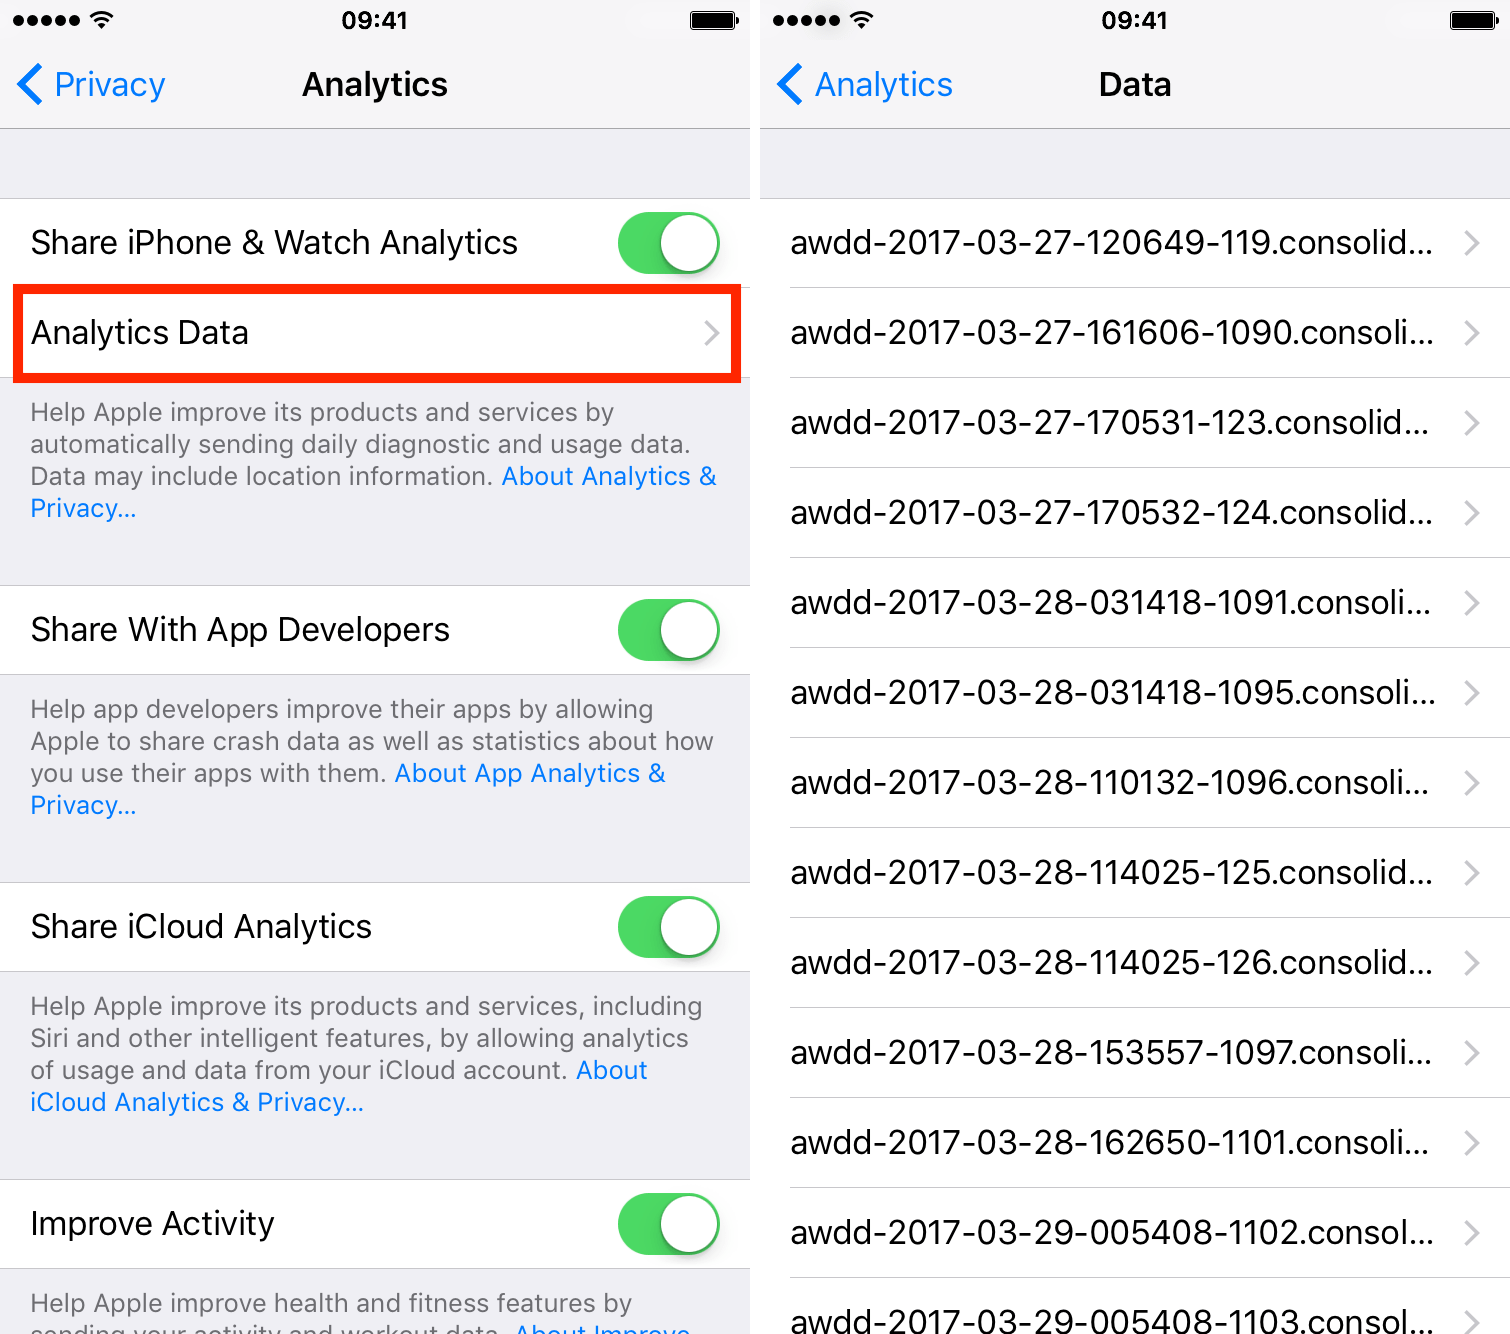 09:41
Privacy
Analytics
Share iPhone & Watch Analytics
Analytics Data
Help Apple improve its products and services by
automatically sending daily diagnostic and usage data.
Data may include location information. About Analytics &
Privacy...
Share With App Developers
Help app developers improve their apps by allowing
Apple to share crash data as well as statistics about how
you use their apps with them. About App Analytics &
Privacy...
Share iCloud Analytics
Help Apple improve its products and services, including
Siri and other intelligent features, by allowing analytics
of usage and data from your iCloud account. About
iCloud Analytics & Privacy...
Improve Activity
Help Apple improve health and fitness features by
sending your activity and workout data. About Improve
09:41
Analytics
Data
awdd-2017-03-27-120649-119.consolid...
awdd-2017-03-27-161606-1090.consoli...
awdd-2017-03-27-170531-123.consolid...
awdd-2017-03-27-170532-124.consolid...
awdd-2017-03-28-031418-1091.consoli...
awdd-2017-03-28-031418-1095.consoli...
awdd-2017-03-28-110132-1096.consoli...
awdd-2017-03-28-114025-125.consolid...
awdd-2017-03-28-114025-126.consolid...
awdd-2017-03-28-153557-1097.consoli...
awdd-2017-03-28-162650-1101.consoli...
awdd-2017-03-29-005408-1102.consol...
awdd-2017-03-29-005408-1103.consol...